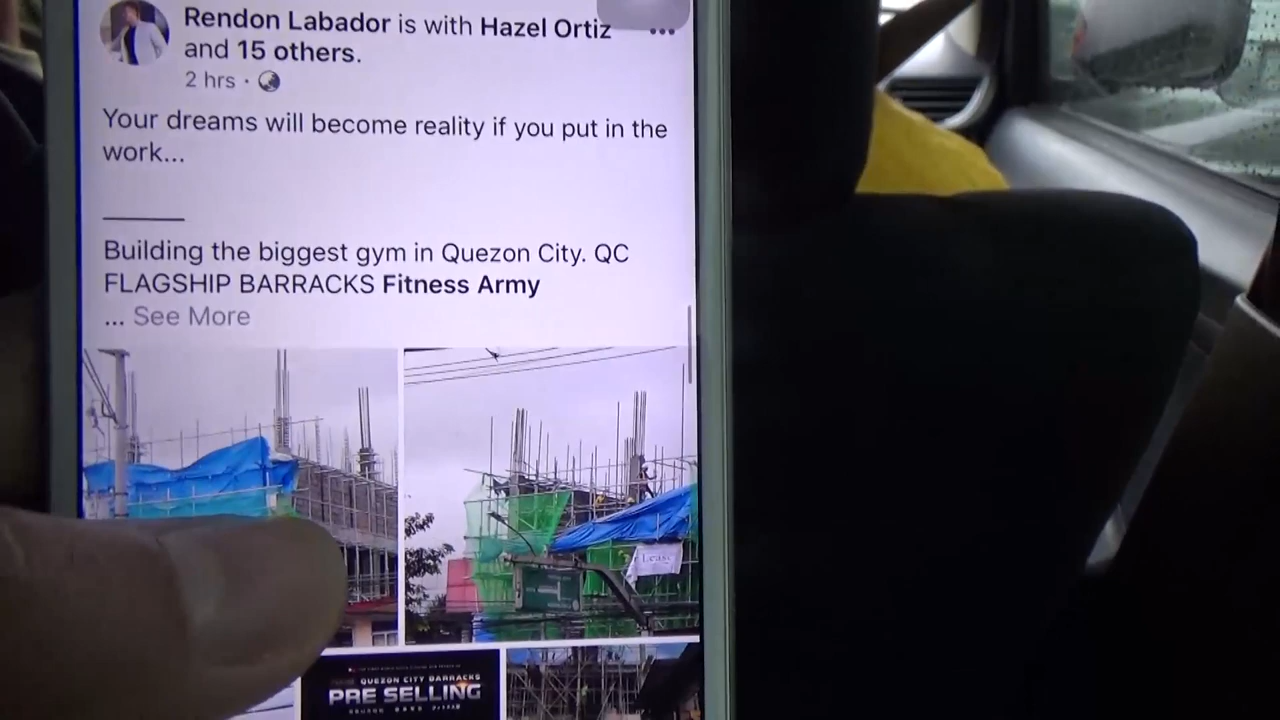 Rendon Labador is with Hazel Ortiz
and 15 others.
2 hrs ·
Your dreams will become reality if you put in the
work...
Building the biggest gym in Quezon City. QC
FLAGSHIP BARRACKS Fitness Army
... See More
Lease
QUEZON CITY BARRACKS
PRE SELLING